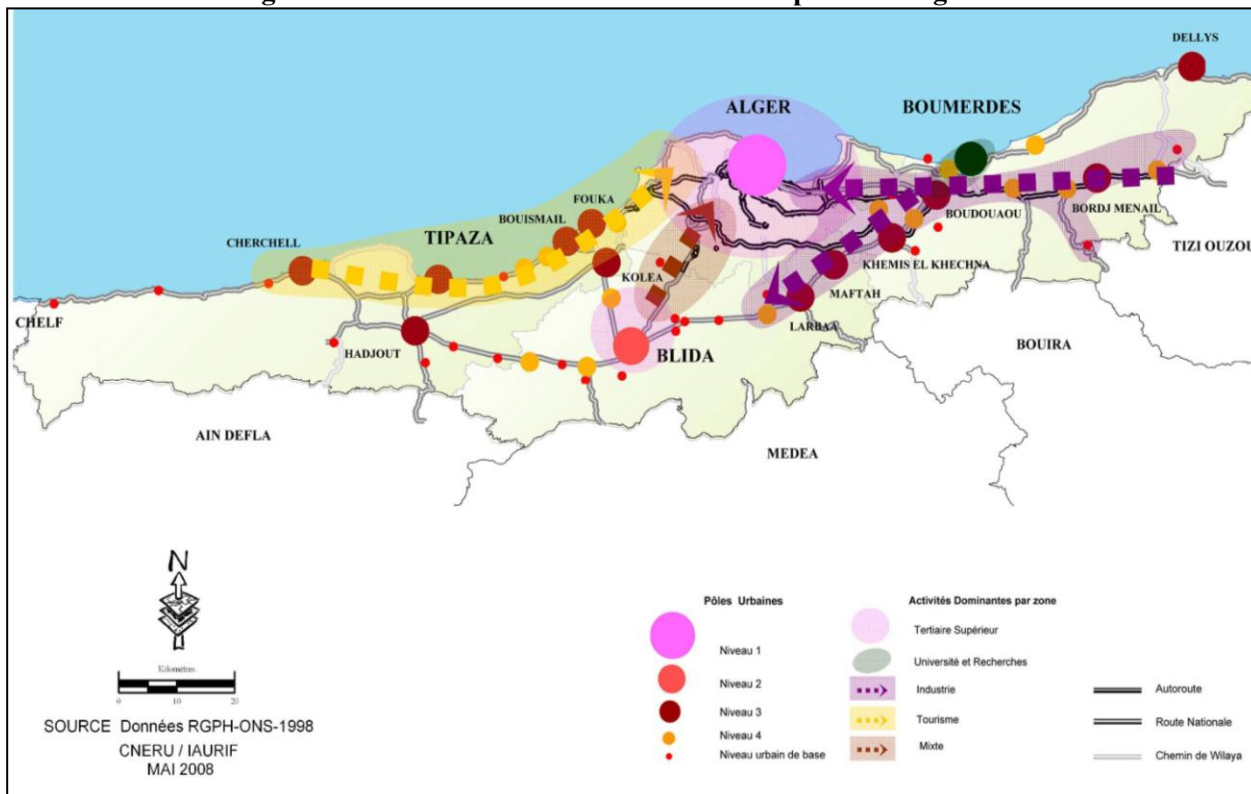 DELLYS
ALGER
BOUMERDES
FOUKA
BOUISMAIL
BOUDOUAOU
BORDJ MENAIL
CHERCHELL
TIPAZA
TIZI OUZOU
KOLEA
KHEMIS EL KHECHNA
MAFTAH
CHELF
LARBAA
HADJOUT
BLIDA
BOUIRA
AIN DEFLA
MEDEA
N
Kilomètres
0 10 20
SOURCE Données RGPH-ONS-1998
CNERU / IAURIF
MAI 2008
Pôles Urbaines
Niveau 1
Niveau 2
Niveau 3
Niveau 4
Niveau urbain de base
Activités Dominantes par zone
Tertiaire Supérieur
Université et Recherches
Industrie
Tourisme
Mixte
Autoroute
Route Nationale
Chemin de Wilaya